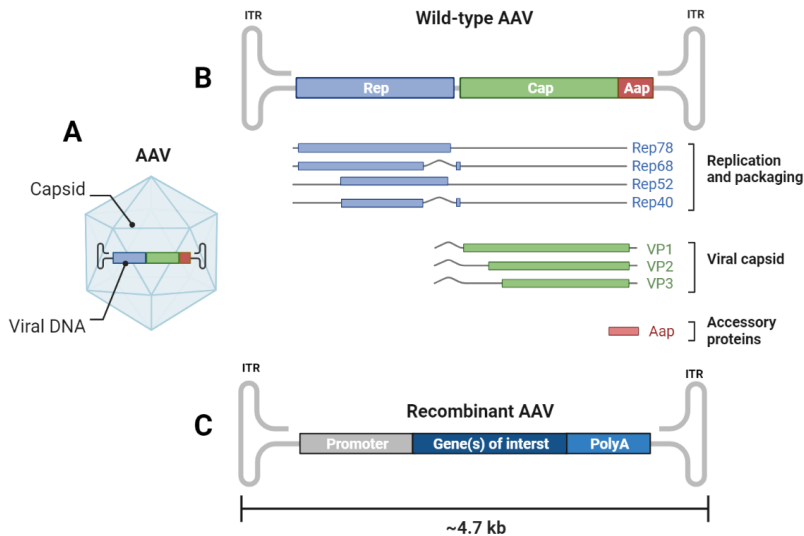 A
AAV
Capsid
Viral DNA
B
Wild-type AAV
ITR
ITR
Rep
Cap
Aap
Rep78
Rep68
Rep52
Rep40
Replication
and packaging
VP1
VP2
VP3
Viral capsid
Aap
Accessory
proteins
C
Recombinant AAV
ITR
ITR
Promoter
Gene(s) of interst
PolyA
~4.7 kb